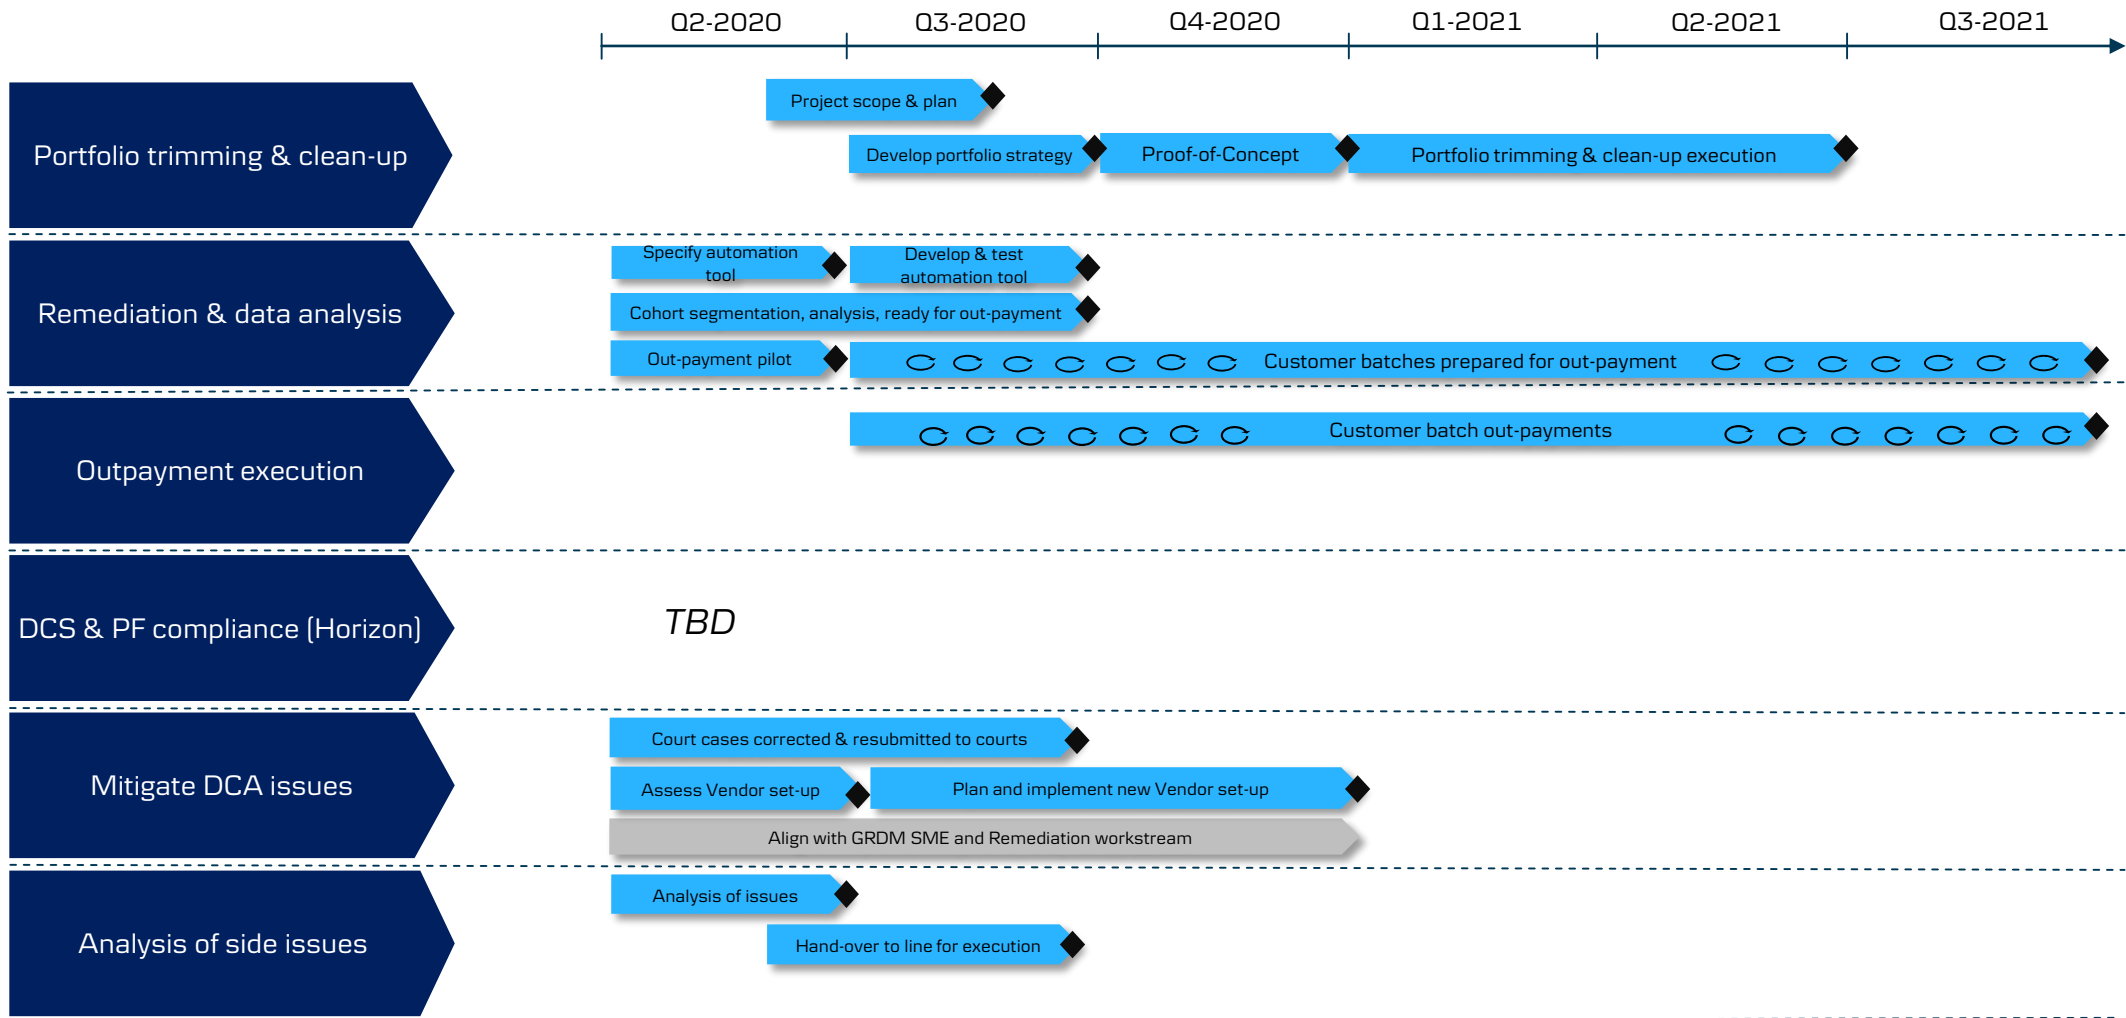 Q2-2020 Q3-2020 Q4-2020 Q1-2021 Q2-2021 Q3-2021
Portfolio trimming & clean-up
Project scope & plan
Develop portfolio strategy
Proof-of-Concept
Portfolio trimming & clean-up execution
Remediation & data analysis
Specify automation
tool
Develop & test
automation tool
Cohort segmentation, analysis, ready for out-payment
Out-payment pilot
Customer batches prepared for out-payment
Outpayment execution
Customer batch out-payments
DCS & PF compliance (Horizon)
TBD
Mitigate DCA issues
Court cases corrected & resubmitted to courts
Assess Vendor set-up
Plan and implement new Vendor set-up
Align with GRDM SME and Remediation workstream
Analysis of side issues
Analysis of issues
Hand-over to line for execution